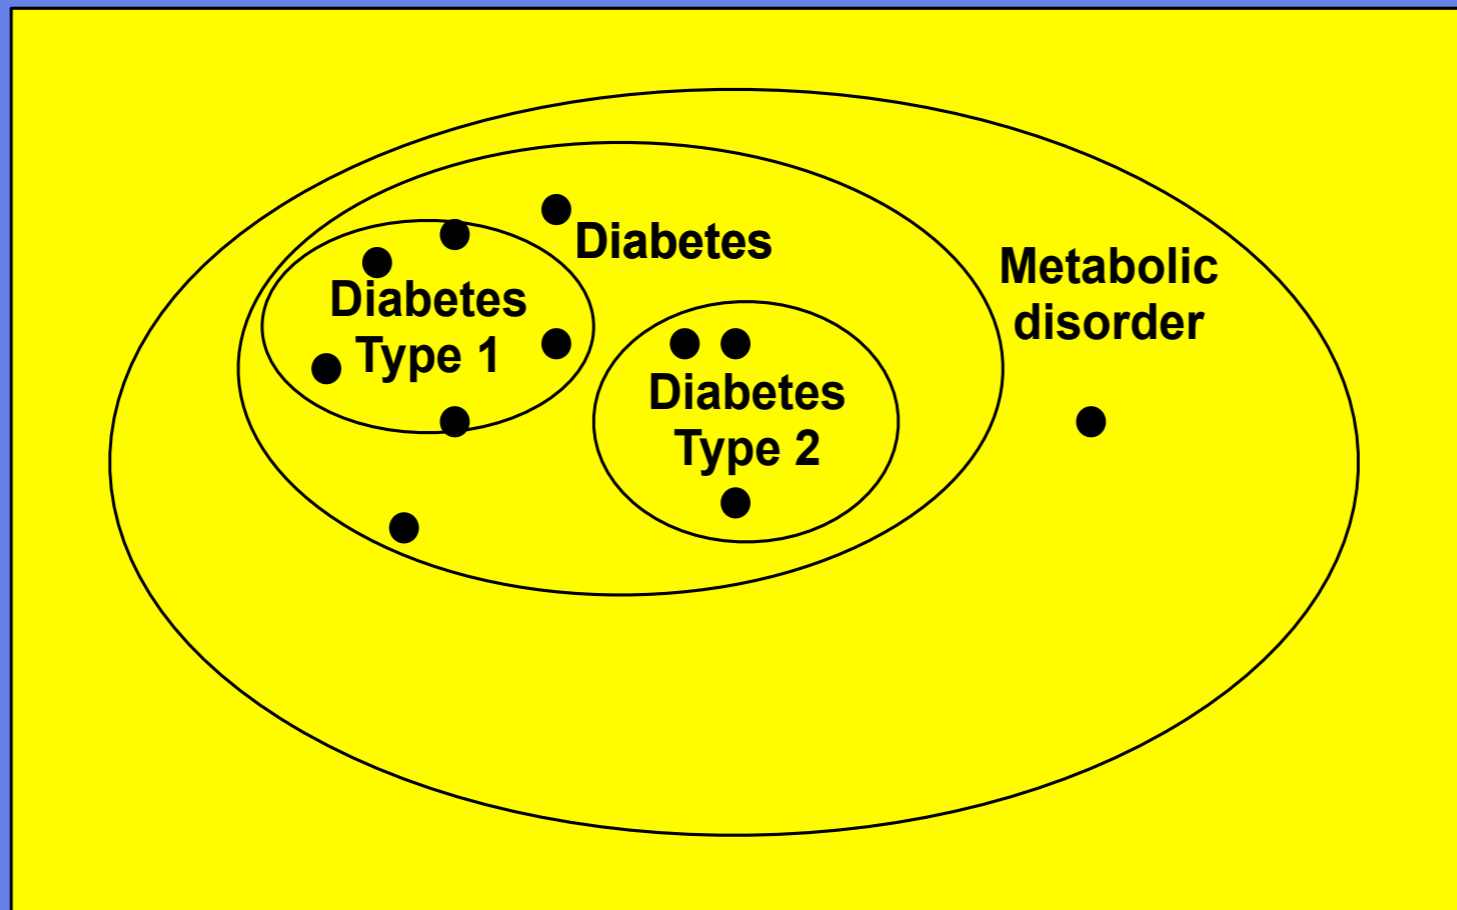 Diabetes
Metabolic
disorder
Diabetes
Type 1
Diabetes
Type 2